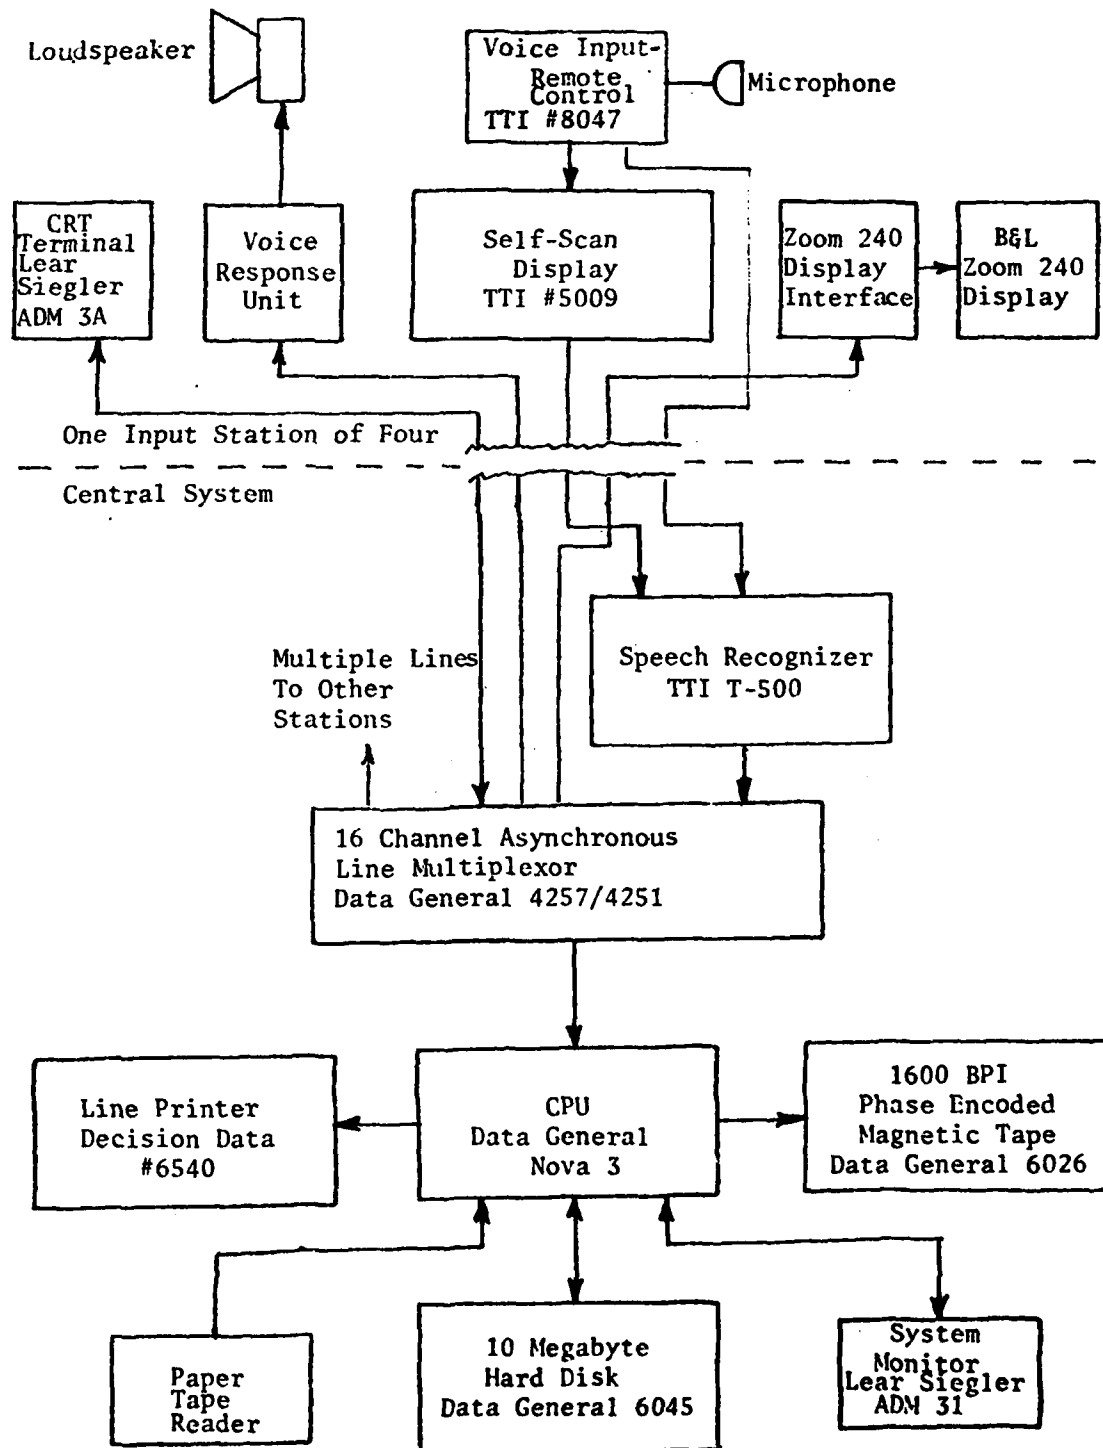 Loudspeaker
Voice Input-
Remote
Control
TTI #8047
Microphone
CRT
Terminal
Lear
Siegler
ADM 3A
Voice
Response
Unit
Self-Scan
Display
TTI #5009
Zoom 240
Display
Interface
B&L
Zoom 240
Display
One Input Station of Four
Central System
Multiple Lines
To Other
Stations
Speech Recognizer
TTI T-500
16 Channel Asynchronous
Line Multiplexor
Data General 4257/4251
Line Printer
Decision Data
#6540
CPU
Data General
Nova 3
1600 BPI
Phase Encoded
Magnetic Tape
Data General 6026
Paper
Tape
Reader
10 Megabyte
Hard Disk
Data General 6045
System
Monitor
Lear Siegler
ADM 31